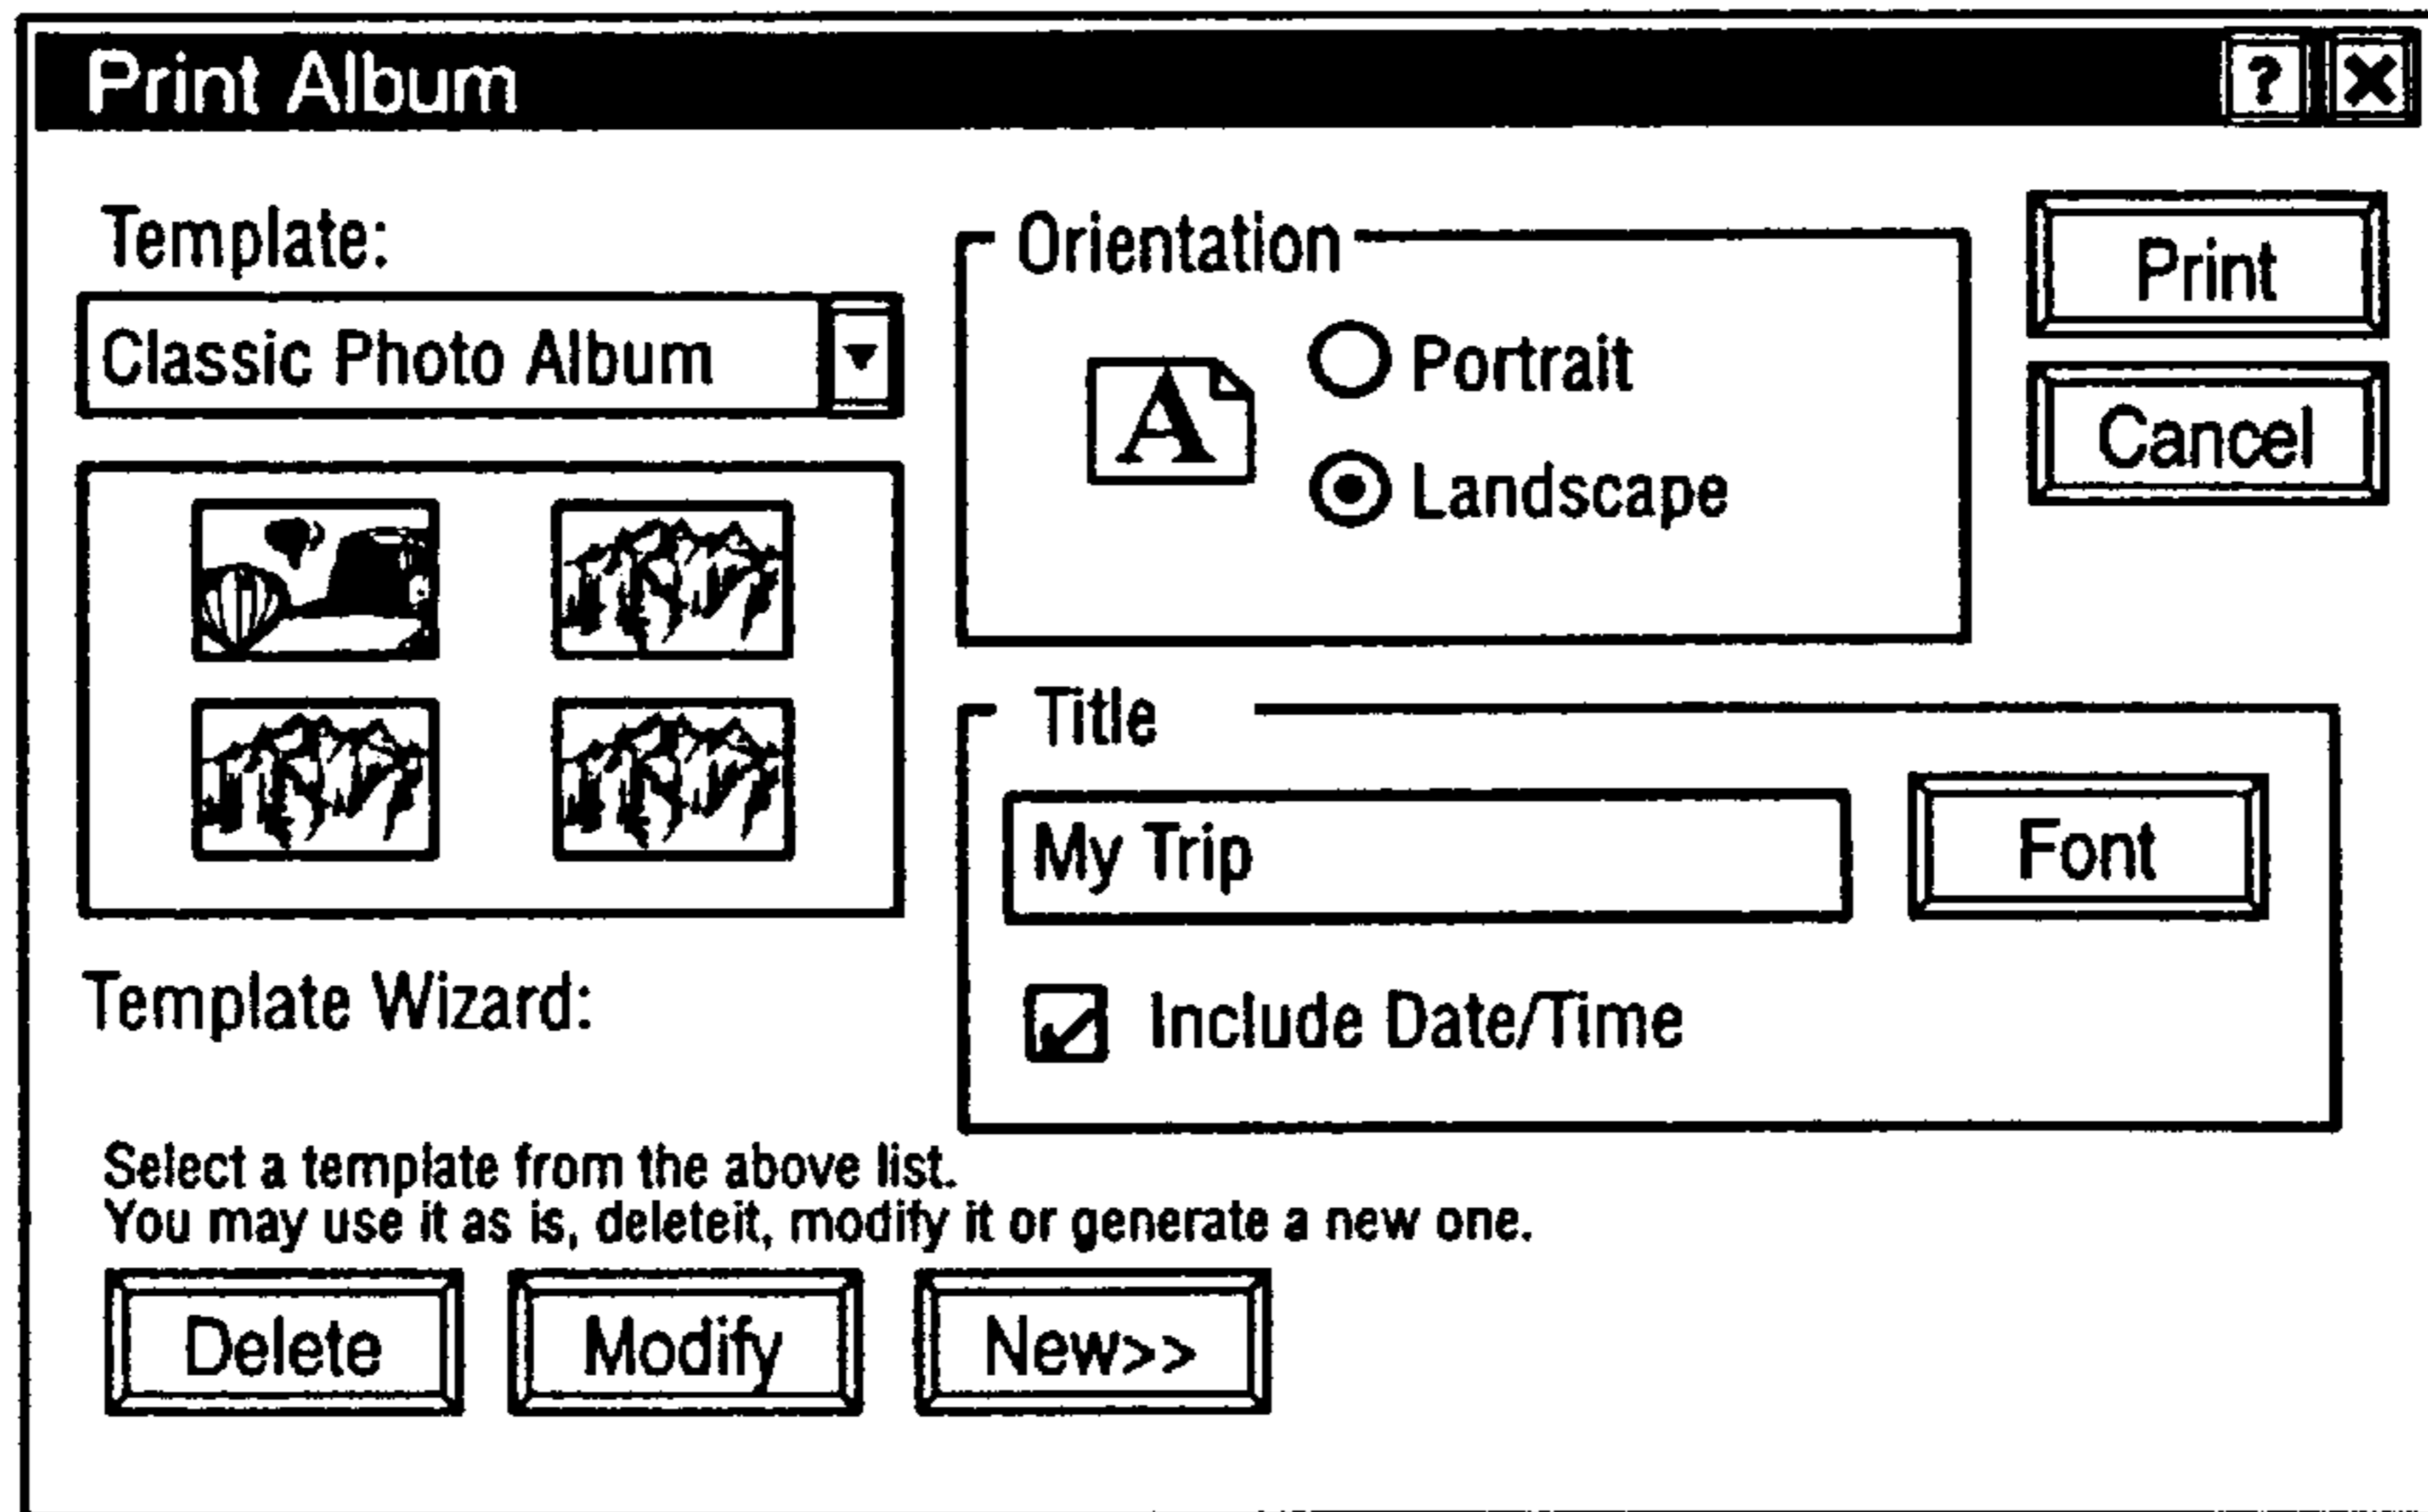 Print Album
?
Template:
Classic Photo Album
Orientation
A
Portrait
Landscape
Print
Cancel
Title
My Trip
Font
Include Date/Time
Template Wizard:
Select a template from the above list.
You may use it as is, deleteit, modify it or generate a new one.
Delete
Modify
New>>